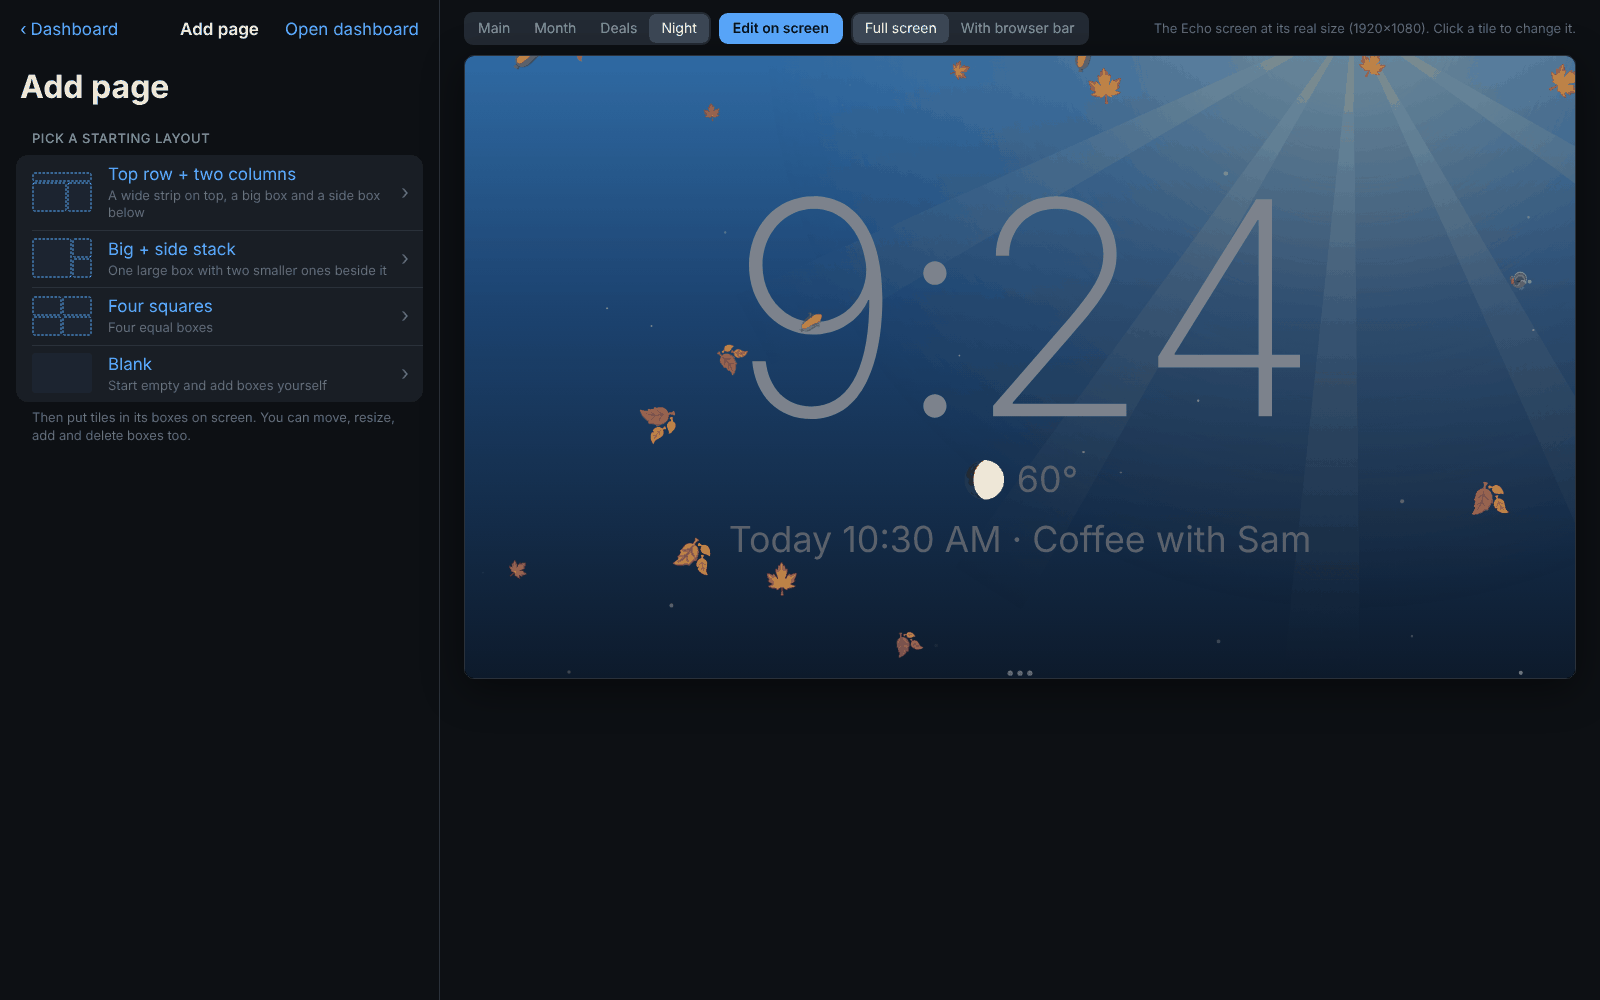 ‹ Dashboard
Add page
Open dashboard
Add page
PICK A STARTING LAYOUT
Top row + two columns
A wide strip on top, a big box and a side box
below
Big + side stack
One large box with two smaller ones beside it
Four squares
Four equal boxes
Blank
Start empty and add boxes yourself
Then put tiles in its boxes on screen. You can move, resize,
add and delete boxes too.
Main
Month
Deals
Night
Edit on screen
Full screen
With browser bar
The Echo screen at its real size (1920×1080). Click a tile to change it.
9:24
60°
Today 10:30 AM · Coffee with Sam